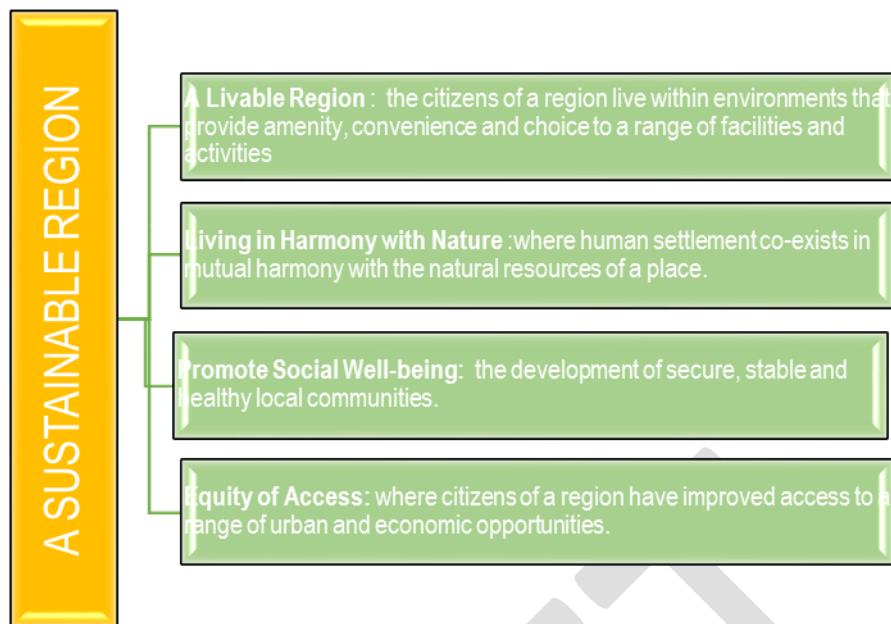 A SUSTAINABLE REGION
A Livable Region : the citizens of a region live within environments that
provide amenity, convenience and choice to a range of facilities and
activities
Living in Harmony with Nature :where human settlement co-exists in
mutual harmony with the natural resources of a place.
Promote Social Well-being: the development of secure, stable and
healthy local communities.
Equity of Access: where citizens of a region have improved access to a
range of urban and economic opportunities.